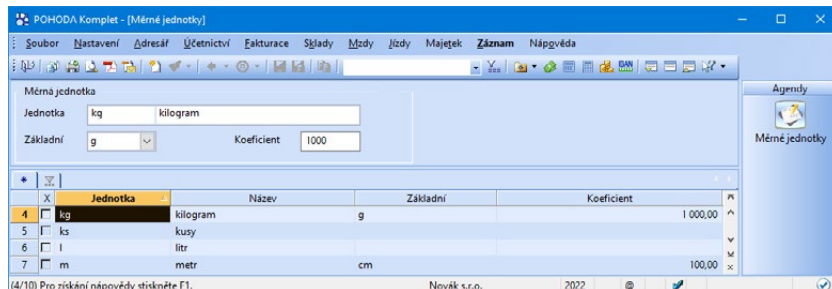 POHODA Komplet - [Měrné jednotky]
Soubor Nastavení Adresář Účetnictví Fakturace Sklady Mzdy Jízdy Majetek Záznam Nápověda
Měrná jednotka
Jednotka kg kilogram
Základní g Koeficient 1000
Agendy
Měrné jednotky
X Jednotka Název Základní Koeficient
4 kg kilogram g 1 000,00
5 ks kusy
6 l litr
7 m metr cm 100,00
(4/10) Pro získání nápovědy stiskněte F1. Novák s.r.o. 2022 @